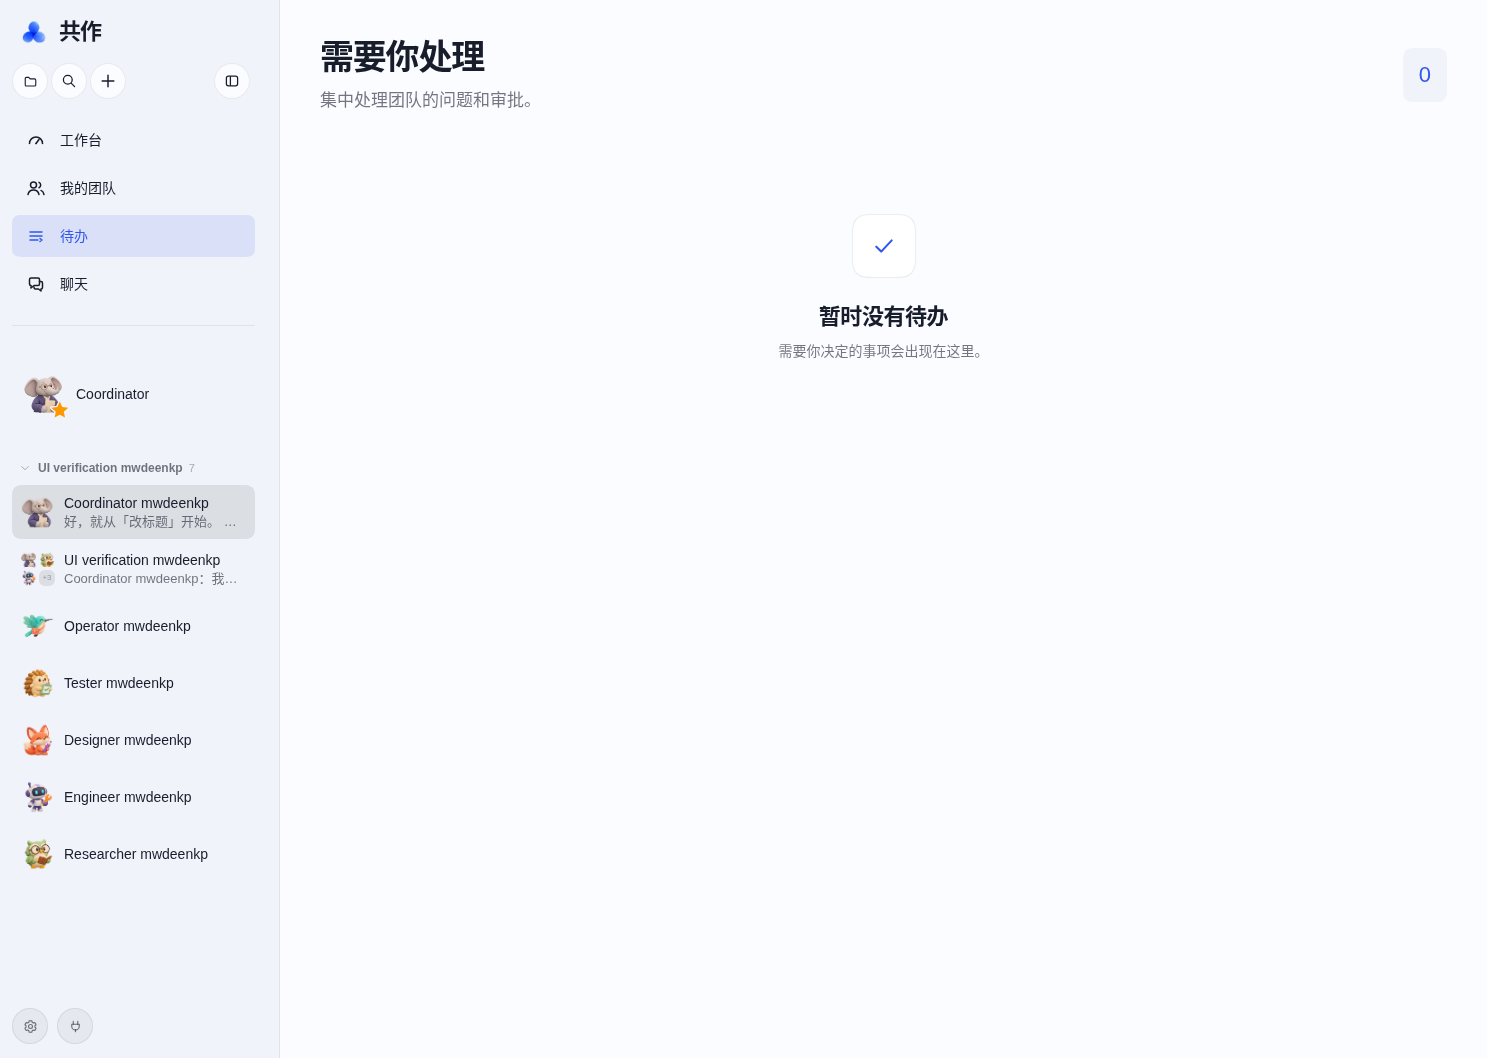 共作
工作台
我的团队
待办
聊天
Coordinator
UI verification mwdeenkp 7
Coordinator mwdeenkp
好，就从「改标题」开始。 …
UI verification mwdeenkp
+3
Coordinator mwdeenkp：我…
Operator mwdeenkp
Tester mwdeenkp
Designer mwdeenkp
Engineer mwdeenkp
Researcher mwdeenkp
需要你处理
集中处理团队的问题和审批。
0
暂时没有待办
需要你决定的事项会出现在这里。